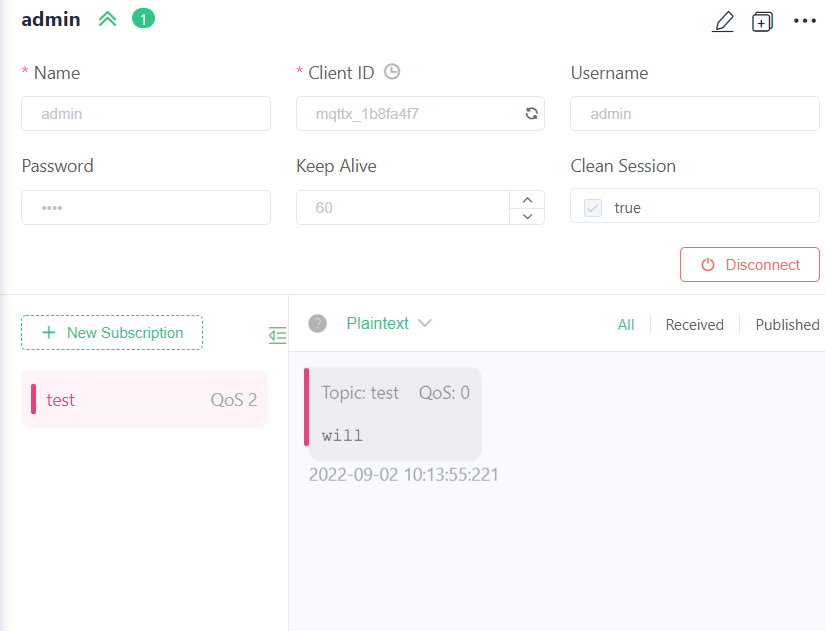 admin 1
* Name * Client ID Username
admin mqttx_1b8fa4f7 admin
Password Keep Alive Clean Session
•••• 60 true
Disconnect
+ New Subscription
test QoS 2
? Plaintext All Received Published
Topic: test QoS: 0
will
2022-09-02 10:13:55:221